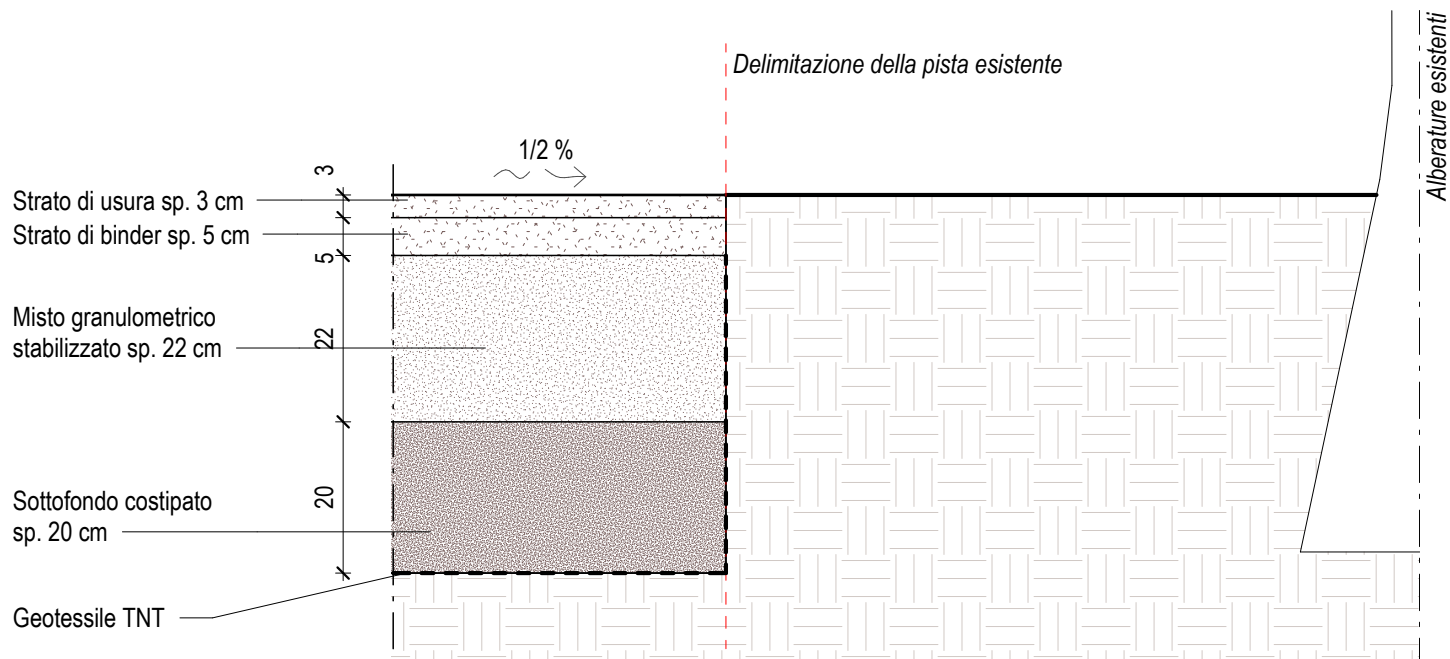 Alberature esistenti
Delimitazione della pista esistente
1/2 %
3
Strato di usura sp. 3 cm
Strato di binder sp. 5 cm
5
Misto granulometrico
stabilizzato sp. 22 cm
22
Sottofondo costipato
sp. 20 cm
20
Geotessile TNT